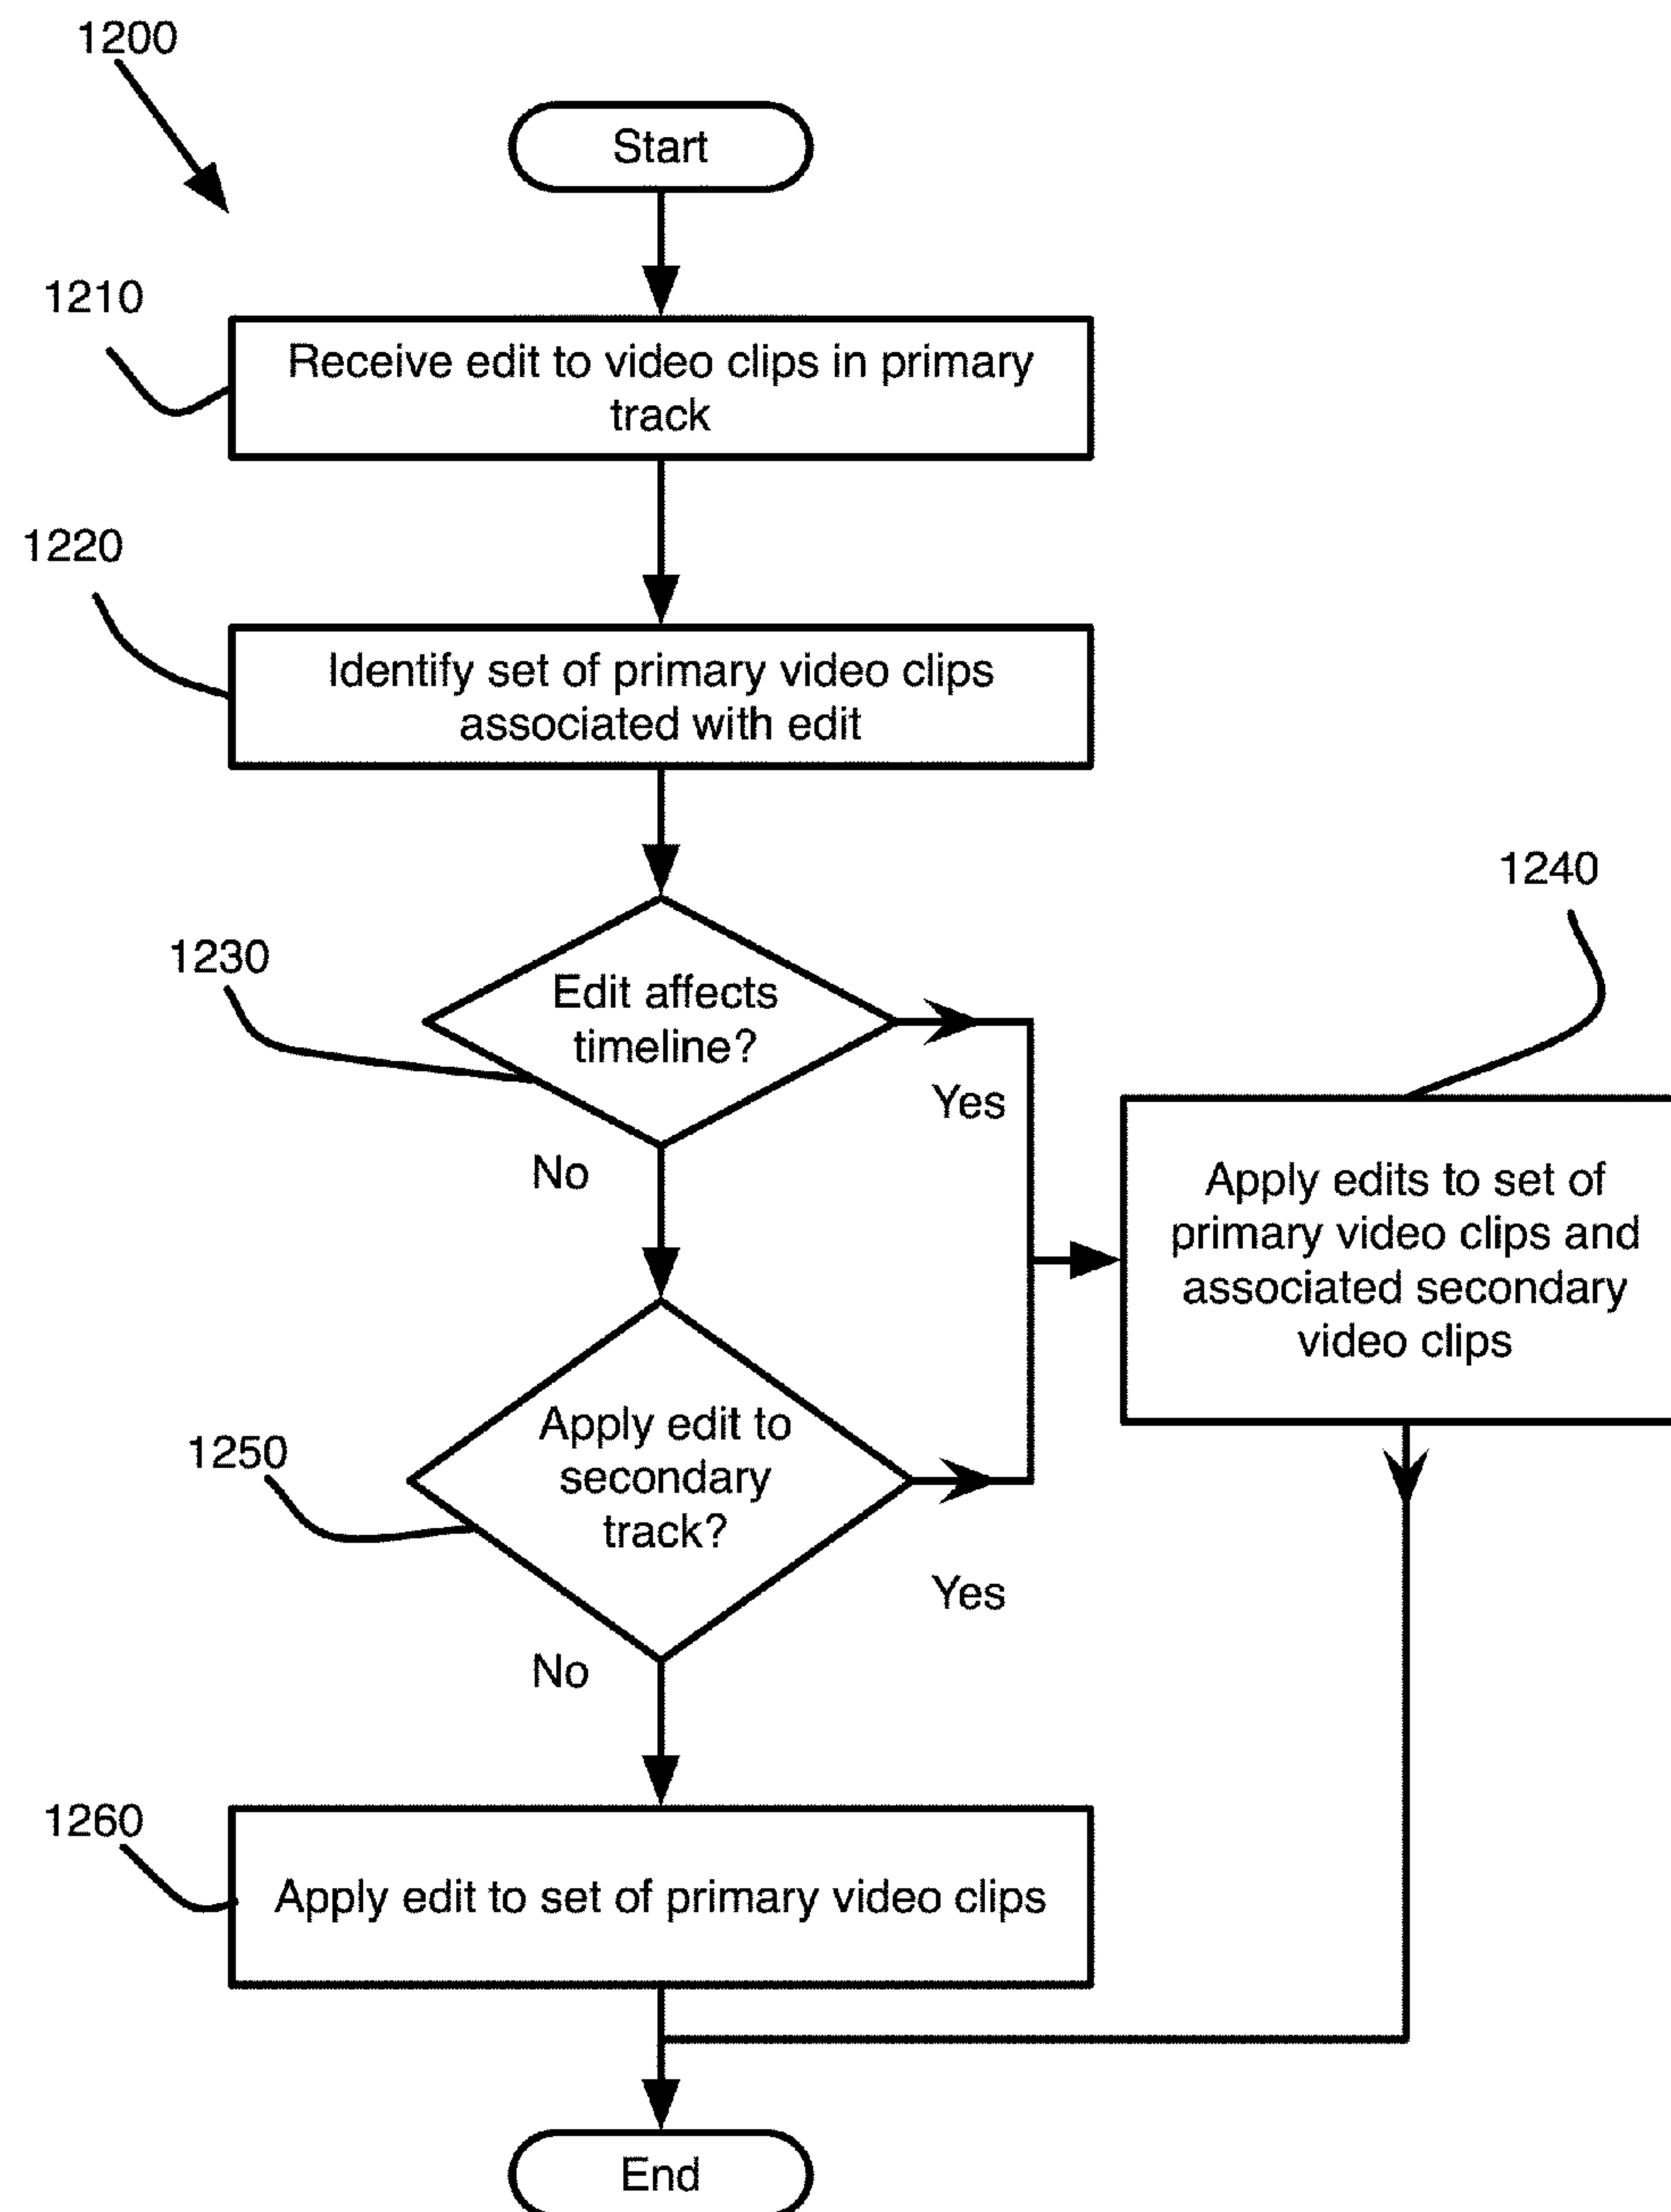 1200
Start
1210
Receive edit to video clips in primary
track
1220
Identify set of primary video clips
associated with edit
1230
Edit affects
timeline?
Yes
No
1240
Apply edits to set of
primary video clips and
associated secondary
video clips
1250
Apply edit to
secondary
track?
Yes
No
1260
Apply edit to set of primary video clips
End